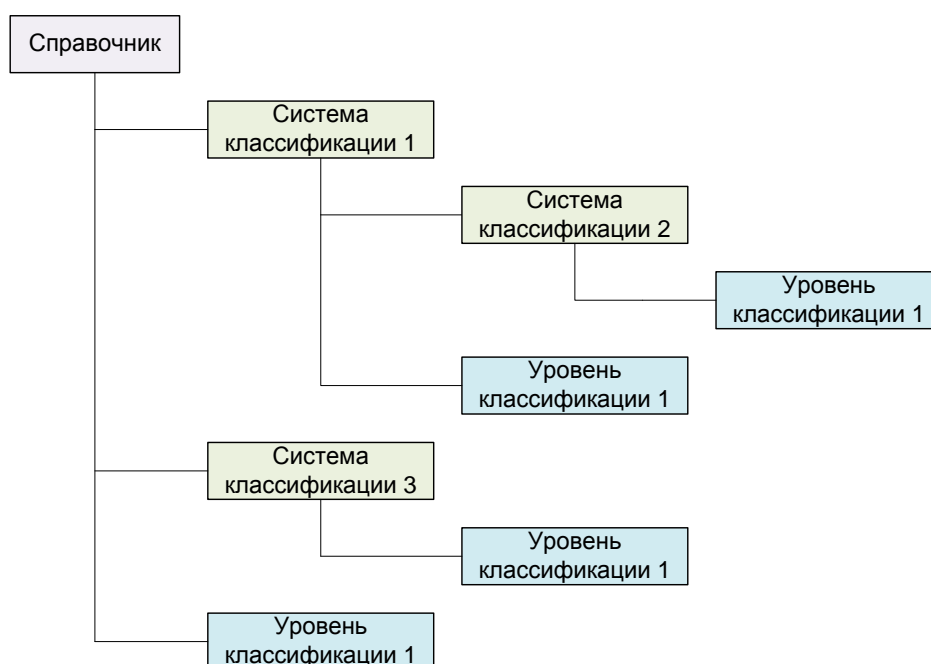 Справочник
Система
классификации 1
Система
классификации 2
Уровень
классификации 1
Уровень
классификации 1
Система
классификации 3
Уровень
классификации 1
Уровень
классификации 1